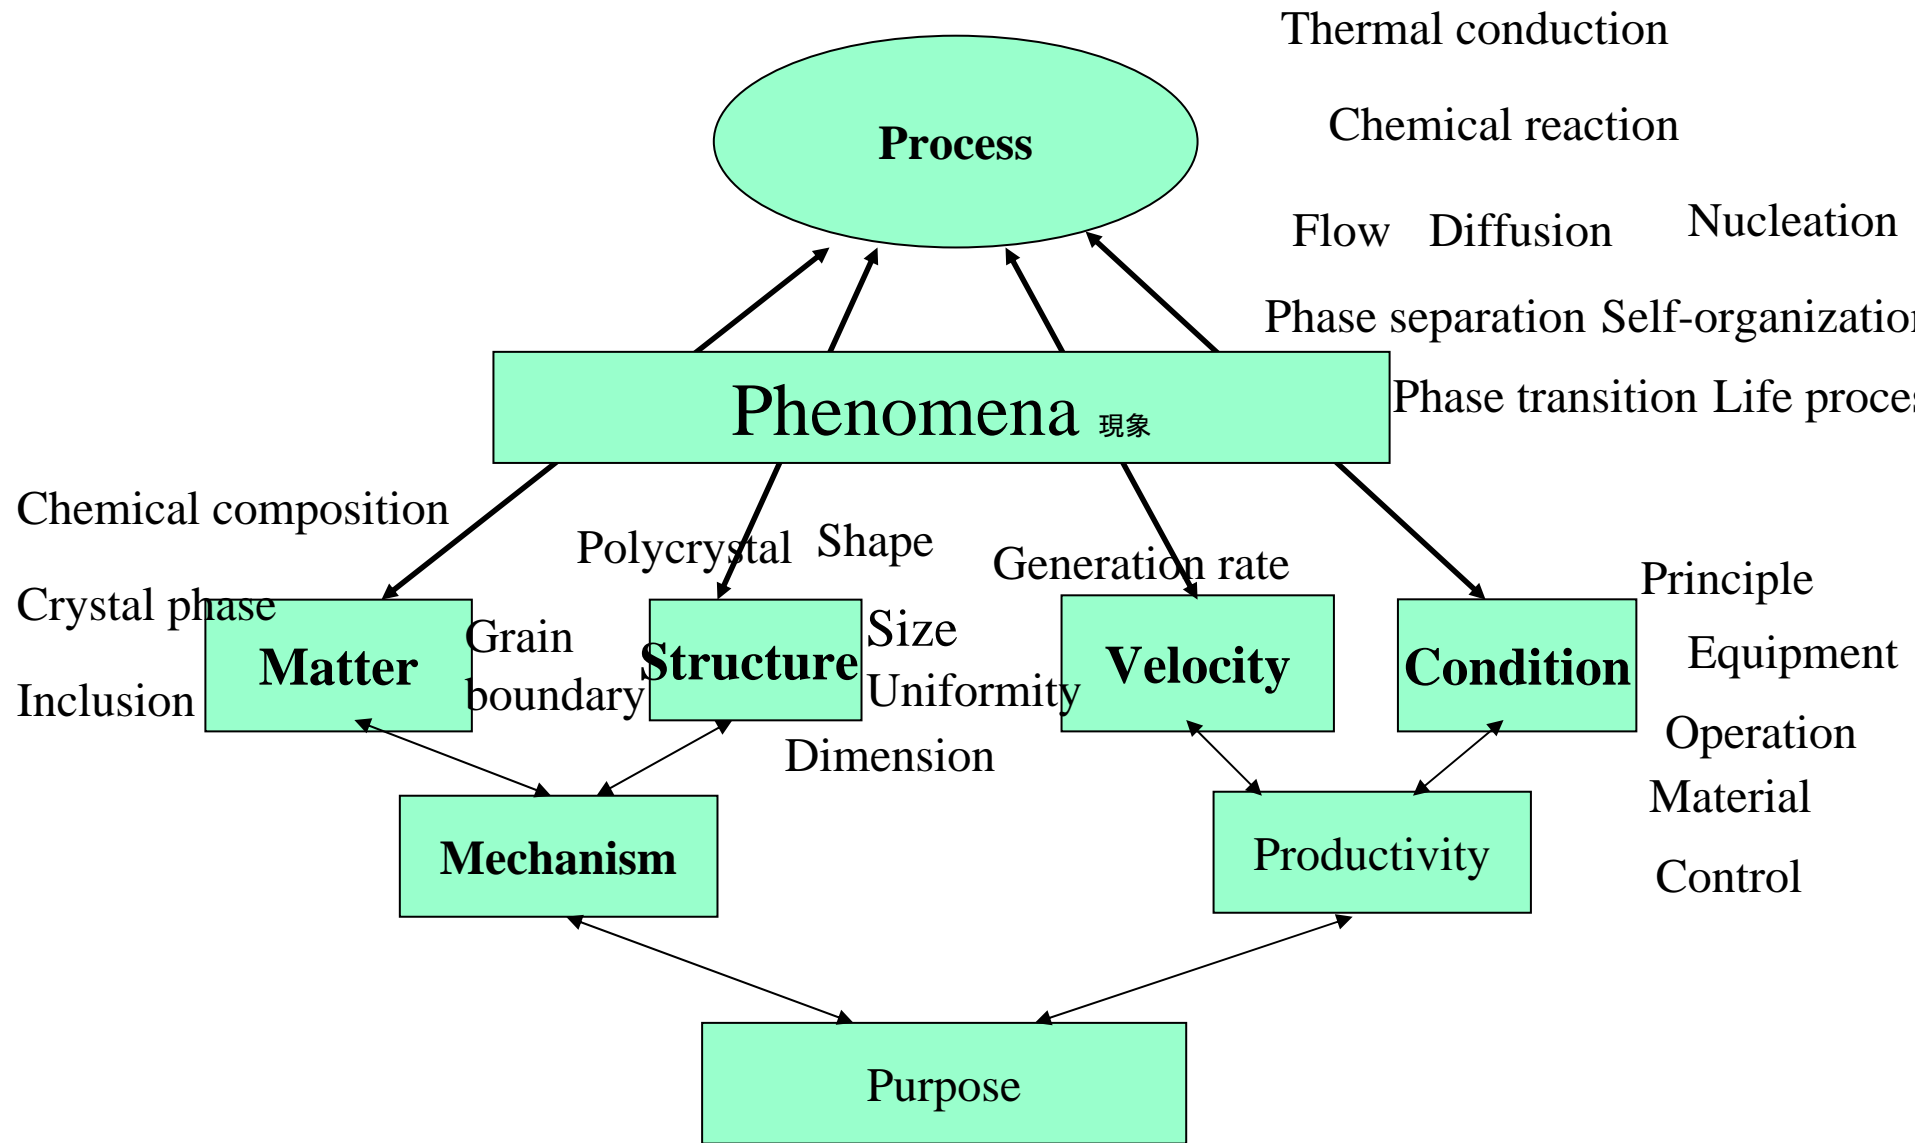 Thermal conduction
Process
Chemical reaction
Flow Diffusion Nucleation
Phase separation Self-organization
Phenomena 現象
Phase transition Life proces
Chemical composition
Polycrystal Shape
Generation rate
Principle
Crystal phase
Grain
boundary
Size
Matter
Structure
Velocity
Condition
Equipment
Inclusion
Uniformity
Operation
Dimension
Material
Mechanism
Productivity
Control
Purpose